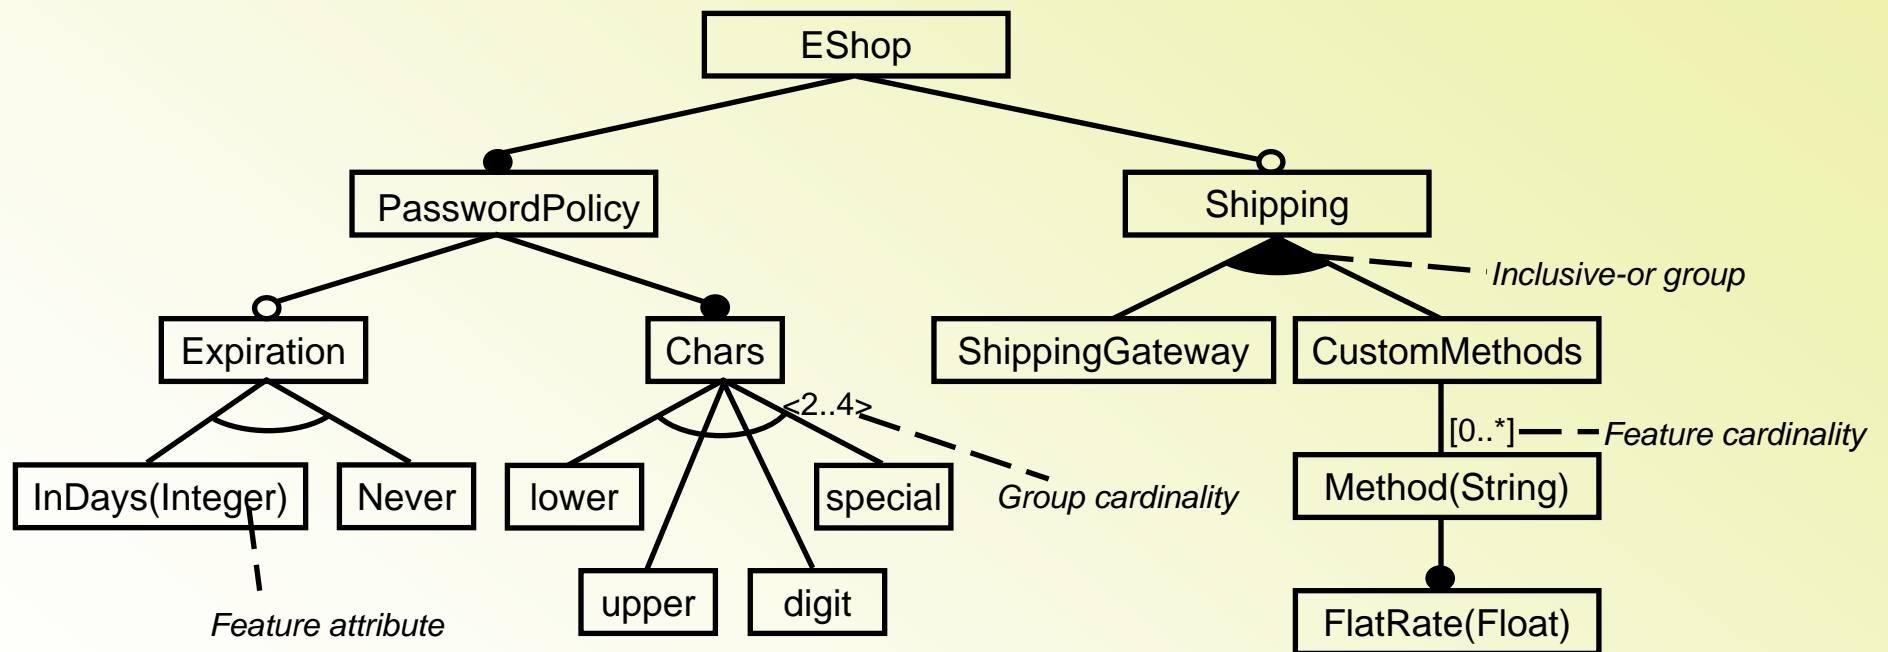 EShop
PasswordPolicy
Shipping
Inclusive-or group
Expiration
Chars
ShippingGateway
CustomMethods
<2..4>
[0..*]
Feature cardinality
InDays(Integer)
Never
lower
special
Group cardinality
Method(String)
upper
digit
Feature attribute
FlatRate(Float)